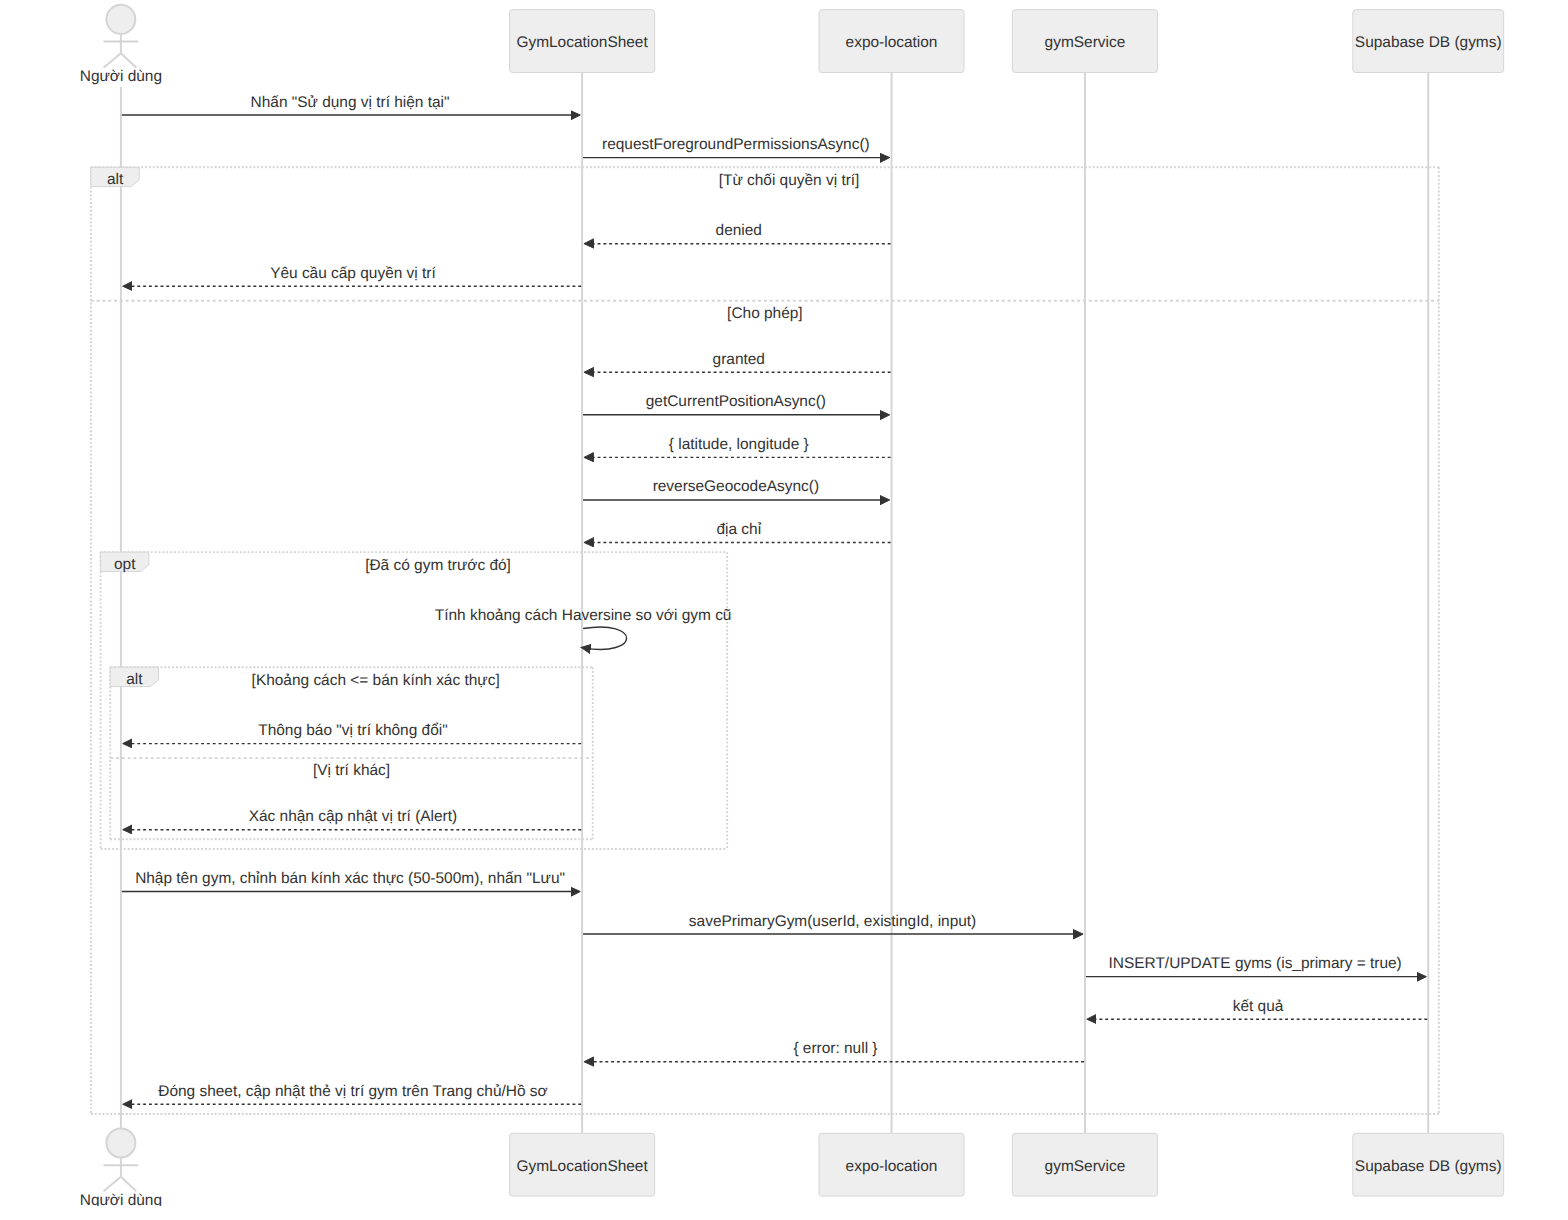 Người dùng
GymLocationSheet
expo-location
gymService
Supabase DB (gyms)
Nhấn "Sử dụng vị trí hiện tại"
requestForegroundPermissionsAsync()
alt
[Từ chối quyền vị trí]
denied
Yêu cầu cấp quyền vị trí
[Cho phép]
granted
getCurrentPositionAsync()
{ latitude, longitude }
reverseGeocodeAsync()
địa chỉ
opt
[Đã có gym trước đó]
Tính khoảng cách Haversine so với gym cũ
alt
[Khoảng cách <= bán kính xác thực]
Thông báo "vị trí không đổi"
[Vị trí khác]
Xác nhận cập nhật vị trí (Alert)
Nhập tên gym, chỉnh bán kính xác thực (50-500m), nhấn "Lưu"
savePrimaryGym(userId, existingId, input)
INSERT/UPDATE gyms (is_primary = true)
kết quả
{ error: null }
Đóng sheet, cập nhật thẻ vị trí gym trên Trang chủ/Hồ sơ
GymLocationSheet
expo-location
gymService
Supabase DB (gyms)
Người dùng